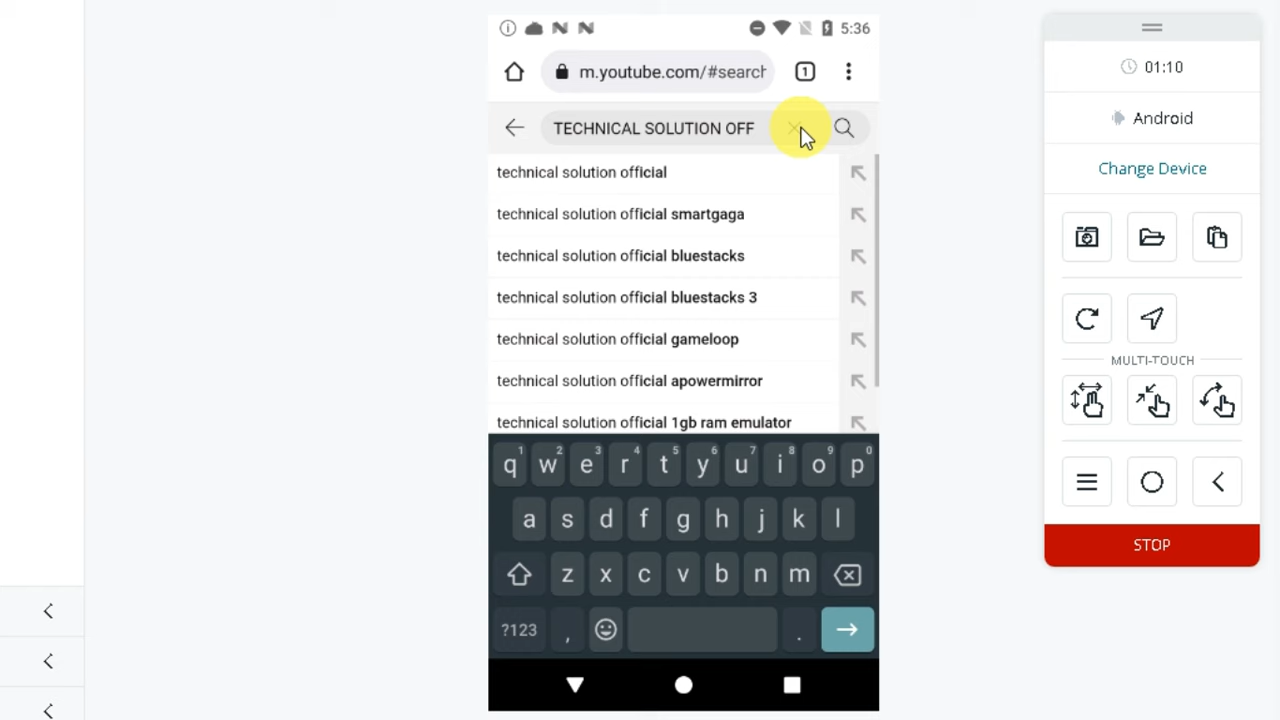 5:36
m.youtube.com/#search
1
TECHNICAL SOLUTION OFF
technical solution official
technical solution official smartgaga
technical solution official bluestacks
technical solution official bluestacks 3
technical solution official gameloop
technical solution official apowermirror
technical solution official 1gb ram emulator
1 2 3 4 5 6 7 8 9 0
q w e r t y u i o p
a s d f g h j k l
z x c v b n m
?123 , .
01:10
Android
Change Device
MULTI-TOUCH
STOP